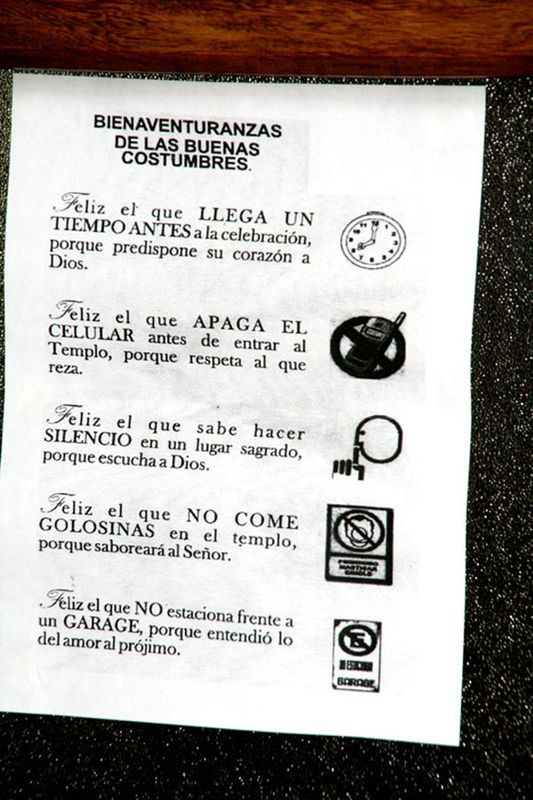 BIENAVENTURANZAS
DE LAS BUENAS
COSTUMBRES.
Feliz el que LLEGA UN
TIEMPO ANTES a la celebración,
porque predispone su corazón a
Dios.
Feliz el que APAGA EL
CELULAR antes de entrar al
Templo, porque respeta al que
reza.
Feliz el que sabe hacer
SILENCIO en un lugar sagrado,
porque escucha a Dios.
Feliz el que NO COME
GOLOSINAS en el templo,
porque saboreará al Señor.
PROHIBIDO
MASTICAR
CHICLE
Feliz el que NO estaciona frente a
un GARAGE, porque entendió lo
del amor al prójimo.
E
GARAGE